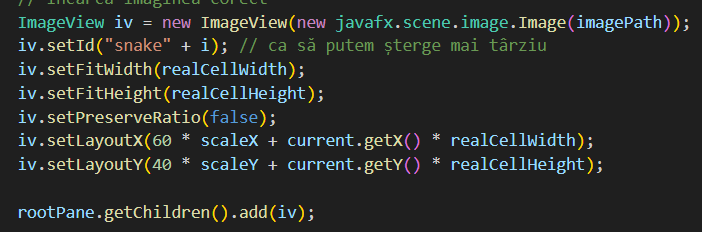 // Încarcă imaginea corect
ImageView iv = new ImageView(new javafx.scene.image.Image(imagePath));
iv.setId("snake" + i); // ca să putem șterge mai târziu
iv.setFitWidth(realCellWidth);
iv.setFitHeight(realCellHeight);
iv.setPreserveRatio(false);
iv.setLayoutX(60 * scaleX + current.getX() * realCellWidth);
iv.setLayoutY(40 * scaleY + current.getY() * realCellHeight);
rootPane.getChildren().add(iv);